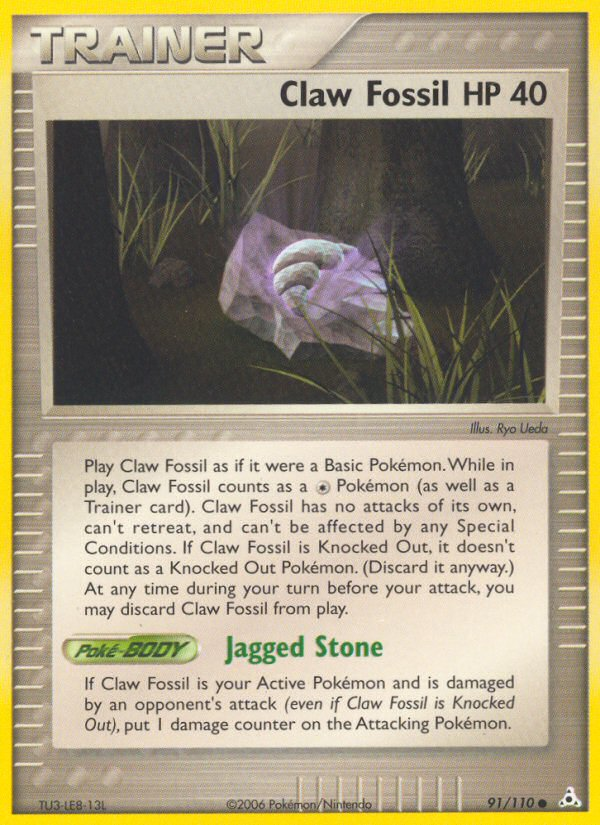 TRAINER
Claw Fossil HP 40
Illus. Ryo Ueda
Play Claw Fossil as if it were a Basic Pokémon. While in
play, Claw Fossil counts as a Pokémon (as well as a
Trainer card). Claw Fossil has no attacks of its own,
can't retreat, and can't be affected by any Special
Conditions. If Claw Fossil is Knocked Out, it doesn't
count as a Knocked Out Pokémon. (Discard it anyway.)
At any time during your turn before your attack, you
may discard Claw Fossil from play.
Poké-BODY Jagged Stone
If Claw Fossil is your Active Pokémon and is damaged
by an opponent's attack (even if Claw Fossil is Knocked
Out), put 1 damage counter on the Attacking Pokémon.
TU3-LE8-13L ©2006 Pokémon/Nintendo 91/110